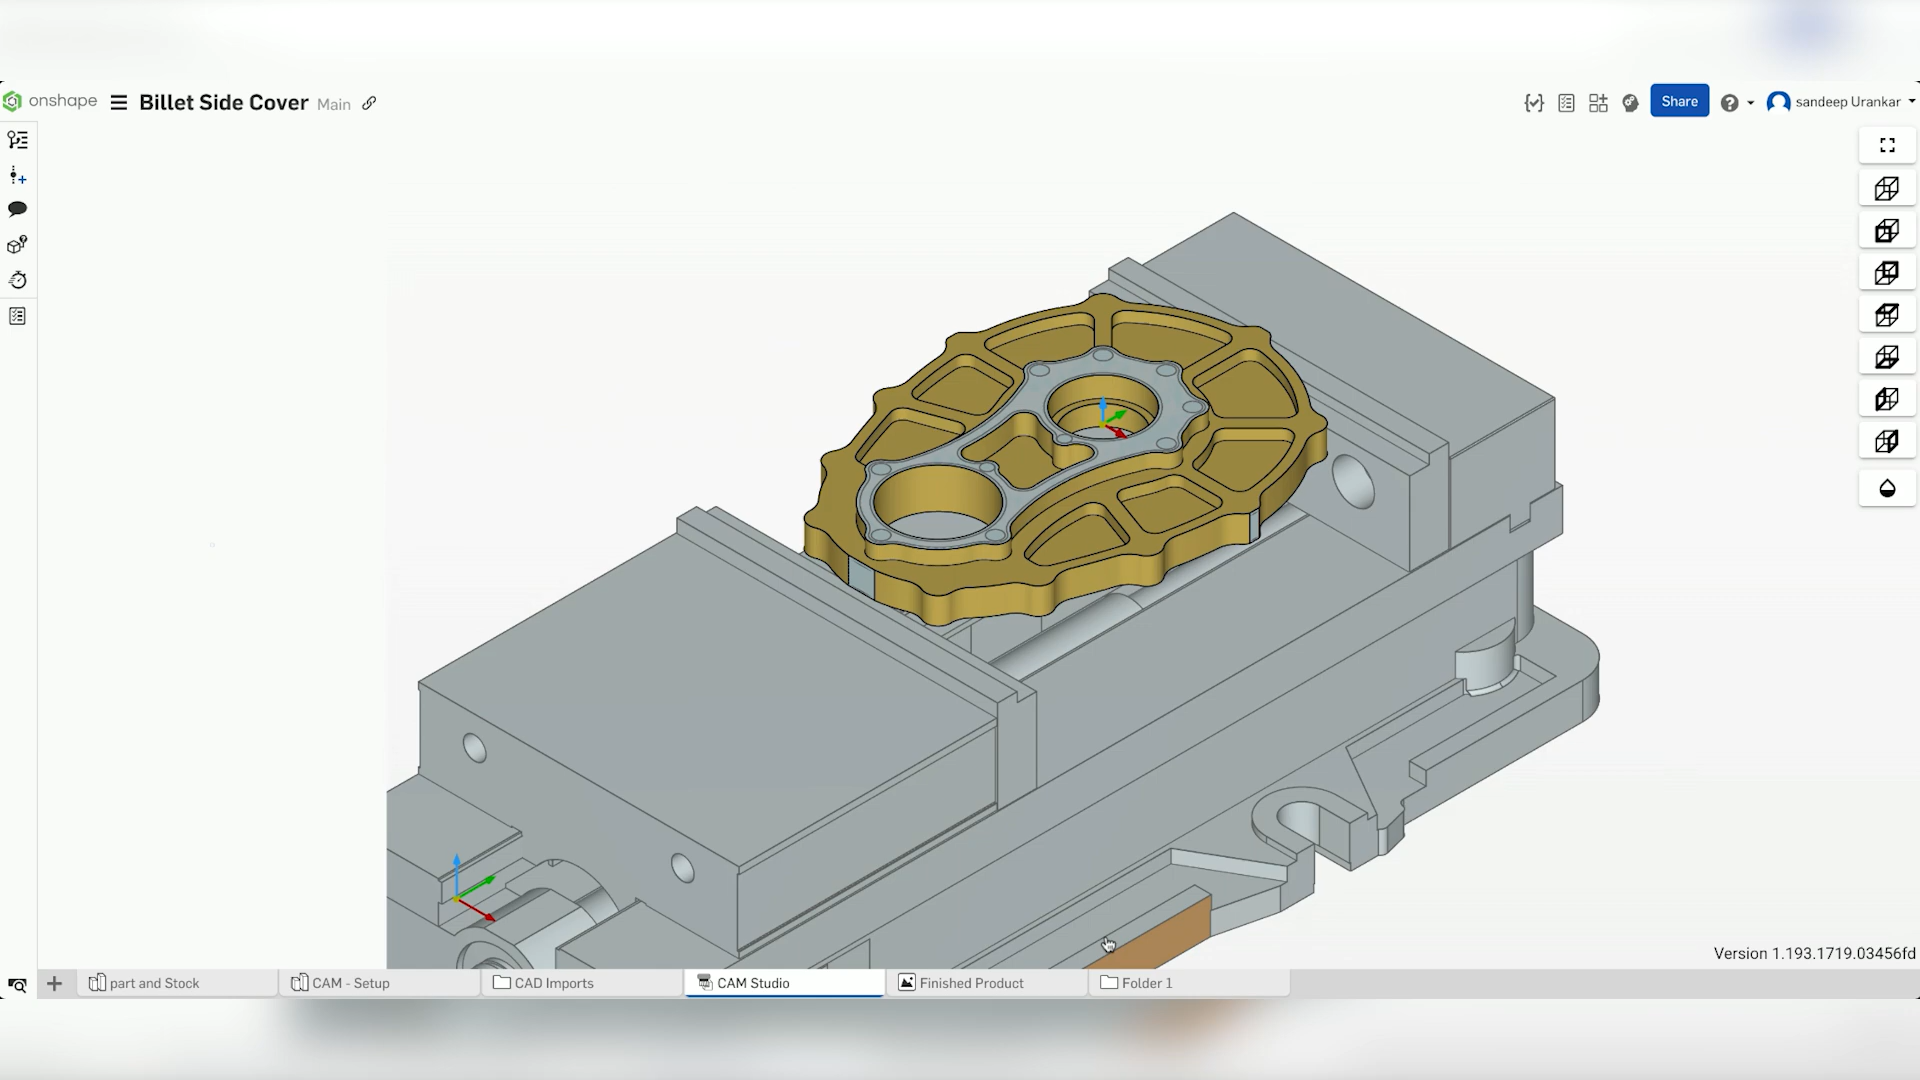 onshape Billet Side Cover Main Share sandeep Urankar
Version 1.193.1719.03456fd
part and Stock CAM - Setup CAD Imports CAM Studio Finished Product Folder 1